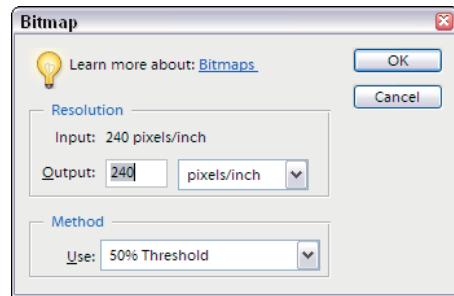 Bitmap
Learn more about: Bitmaps
OK
Cancel
Resolution
Input: 240 pixels/inch
Output: 240 pixels/inch
Method
Use: 50% Threshold